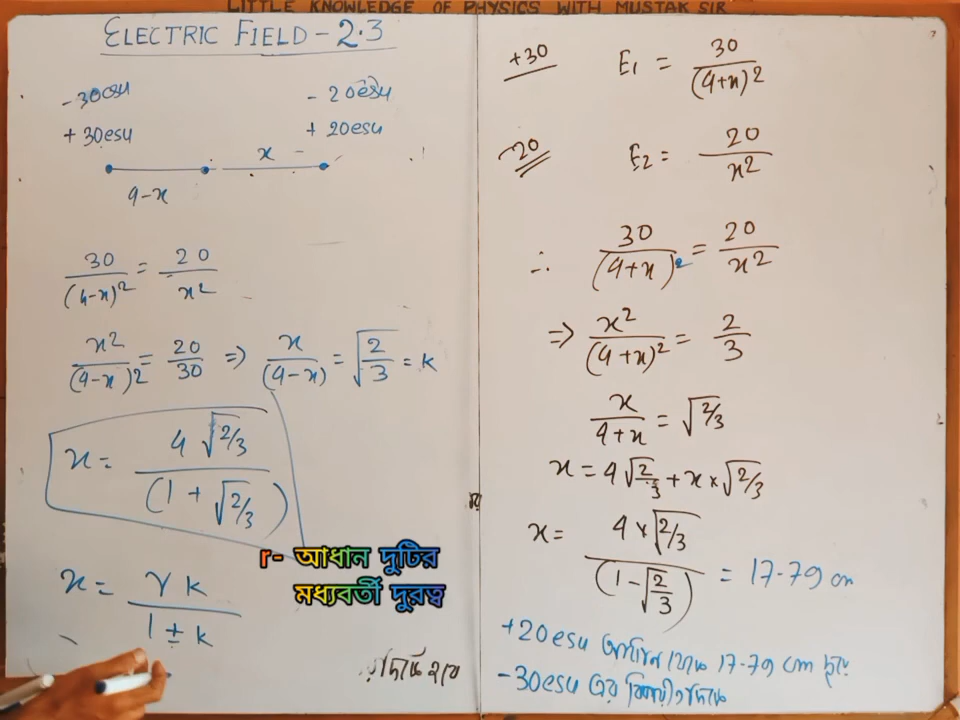 LITTLE KNOWLEDGE OF PHYSICS WITH MUSTAK SIR
ELECTRIC FIELD - 2.3
- 30esu - 20esu
+ 30esu + 20esu
x
4-x
30/(4-x)² = 20/x²
x²/(4-x)² = 20/30 ⇒ x/(4-x) = √(2/3) = k
x = 4√2/3 / (1 + √2/3)
x = r k / 1 ± k
r- আধান দুটির
মধ্যবর্তী দুরত্ব
দিকে হবে
+30 E₁ = 30/(4+x)²
-20 E₂ = 20/x²
∴ 30/(4+x)² = 20/x²
⇒ x²/(4+x)² = 2/3
x/4+x = √2/3
x = 4√2/3 + x × √2/3
x = 4×√2/3 / (1 - √2/3) = 17.79 cm
+20esu আধান থেকে 17.79 cm দূরে
-30esu এর বিপরীত দিকে